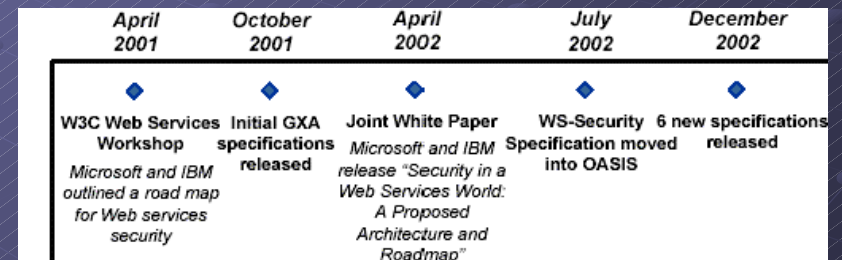 April
2001
October
2001
April
2002
July
2002
December
2002
W3C Web Services
Workshop
Microsoft and IBM
outlined a road map
for Web services
security
Initial GXA
specifications
released
Joint White Paper
Microsoft and IBM
release “Security in a
Web Services World:
A Proposed
Architecture and
Roadmap”
WS-Security
Specification moved
into OASIS
6 new specifications
released